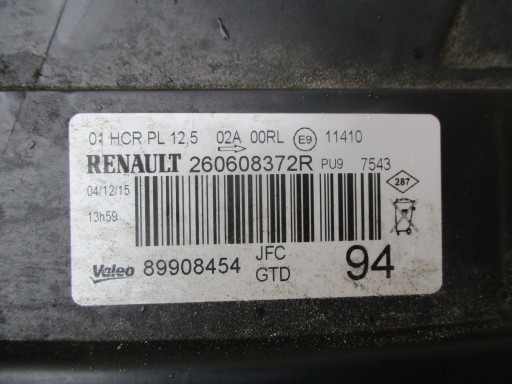 01 HCR PL 12,5 02A 00RL E9 11410
RENAULT 260608372R PU9 7543
04/12/15
13h59
287
Valeo 89908454 JFC GTD 94